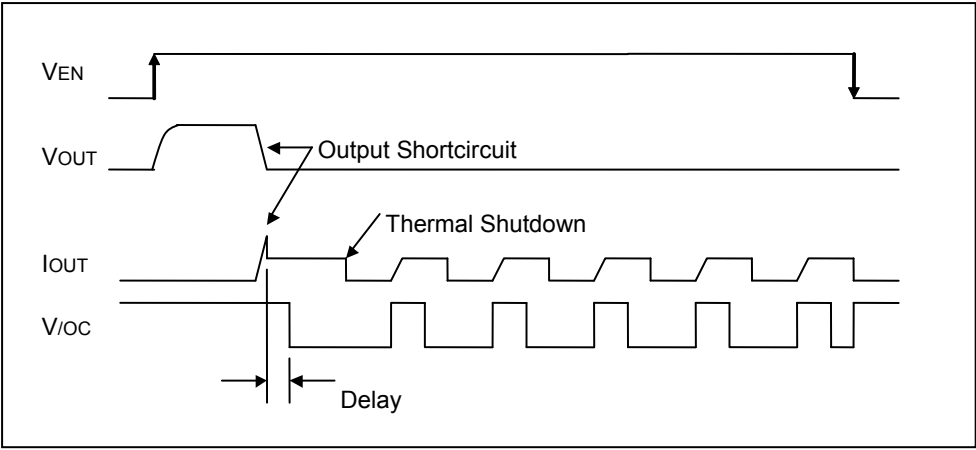 VEN
VOUT
Output Shortcircuit
Thermal Shutdown
IOUT
V/OC
Delay